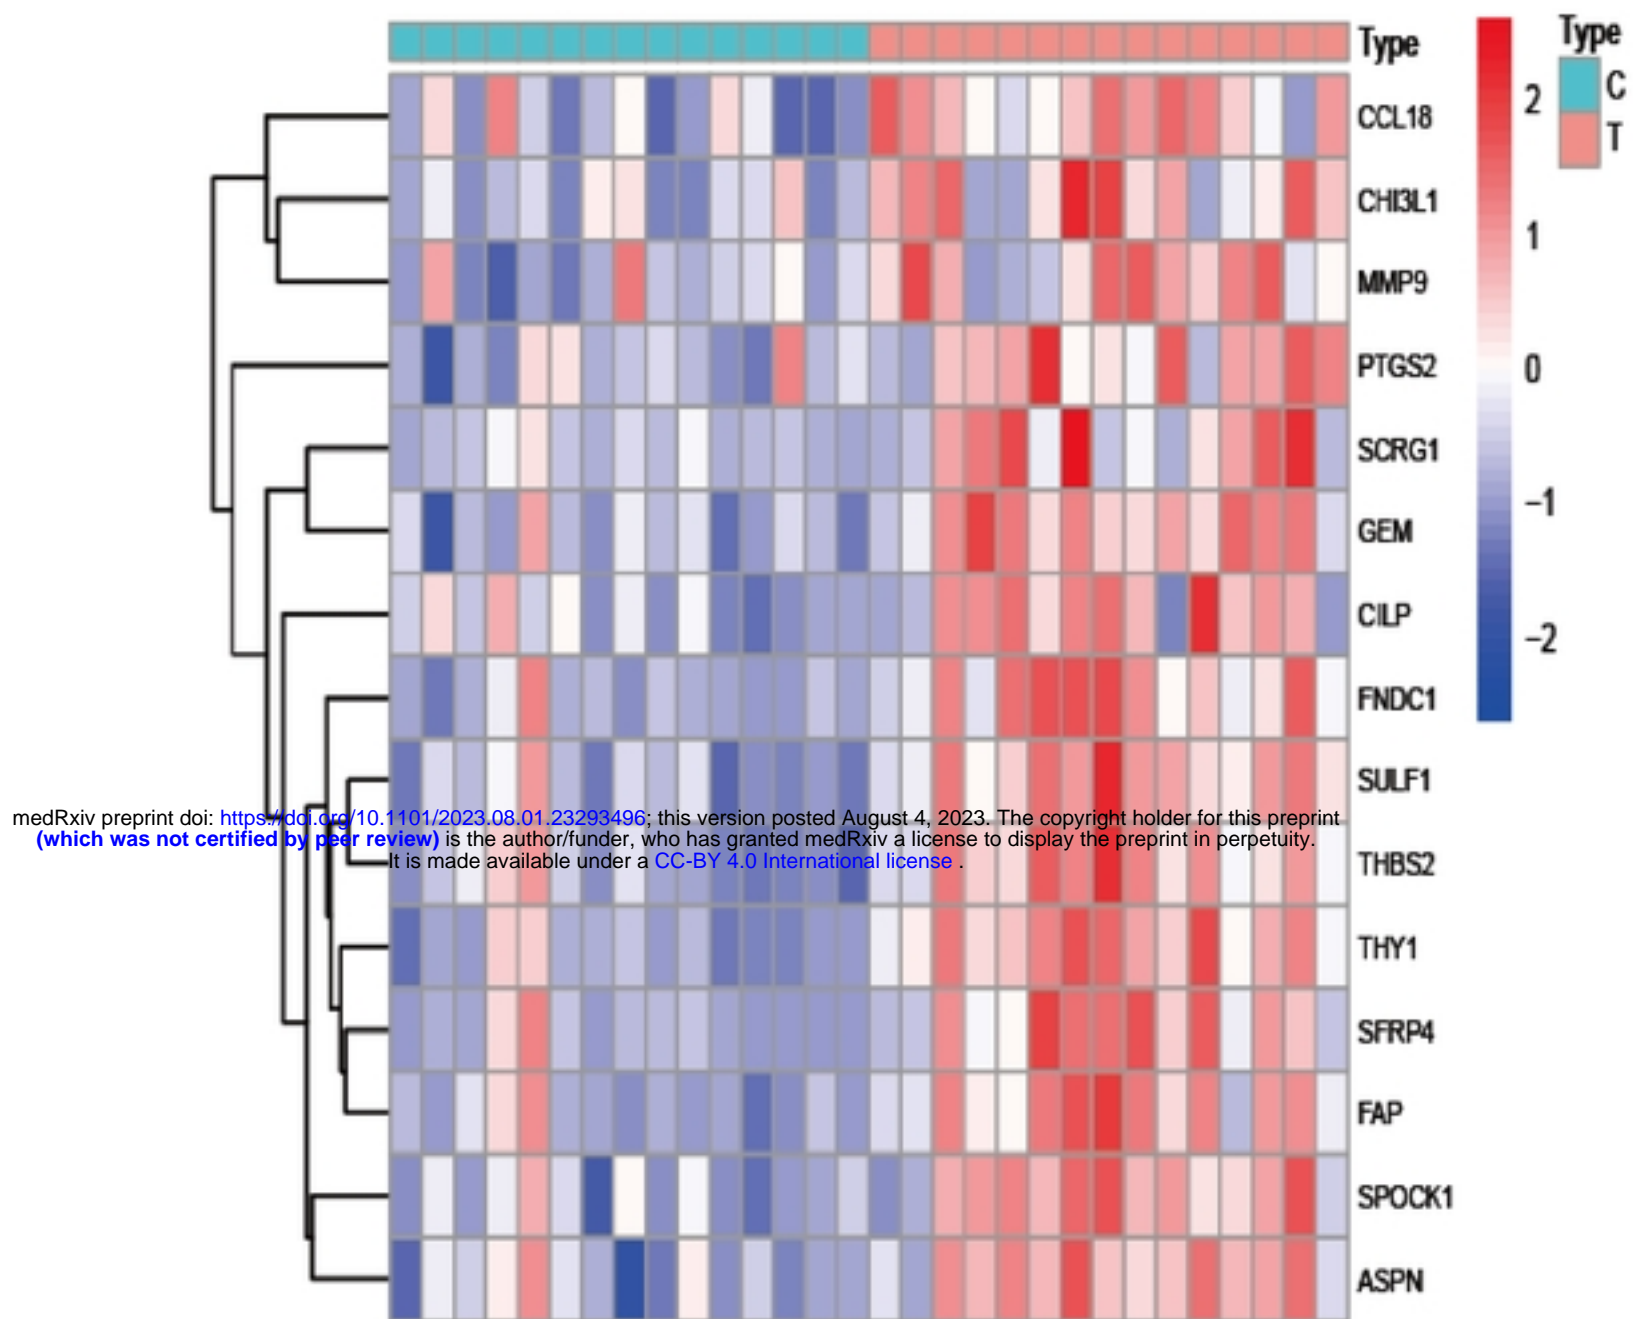 Type
Type
C
T
2
1
0
−1
−2
CCL18
CHI3L1
MMP9
PTGS2
SCRG1
GEM
CILP
FNDC1
SULF1
medRxiv preprint doi: https://doi.org/10.1101/2023.08.01.23293496; this version posted August 4, 2023. The copyright holder for this preprint
(which was not certified by peer review) is the author/funder, who has granted medRxiv a license to display the preprint in perpetuity.
It is made available under a CC-BY 4.0 International license .
THBS2
THY1
SFRP4
FAP
SPOCK1
ASPN